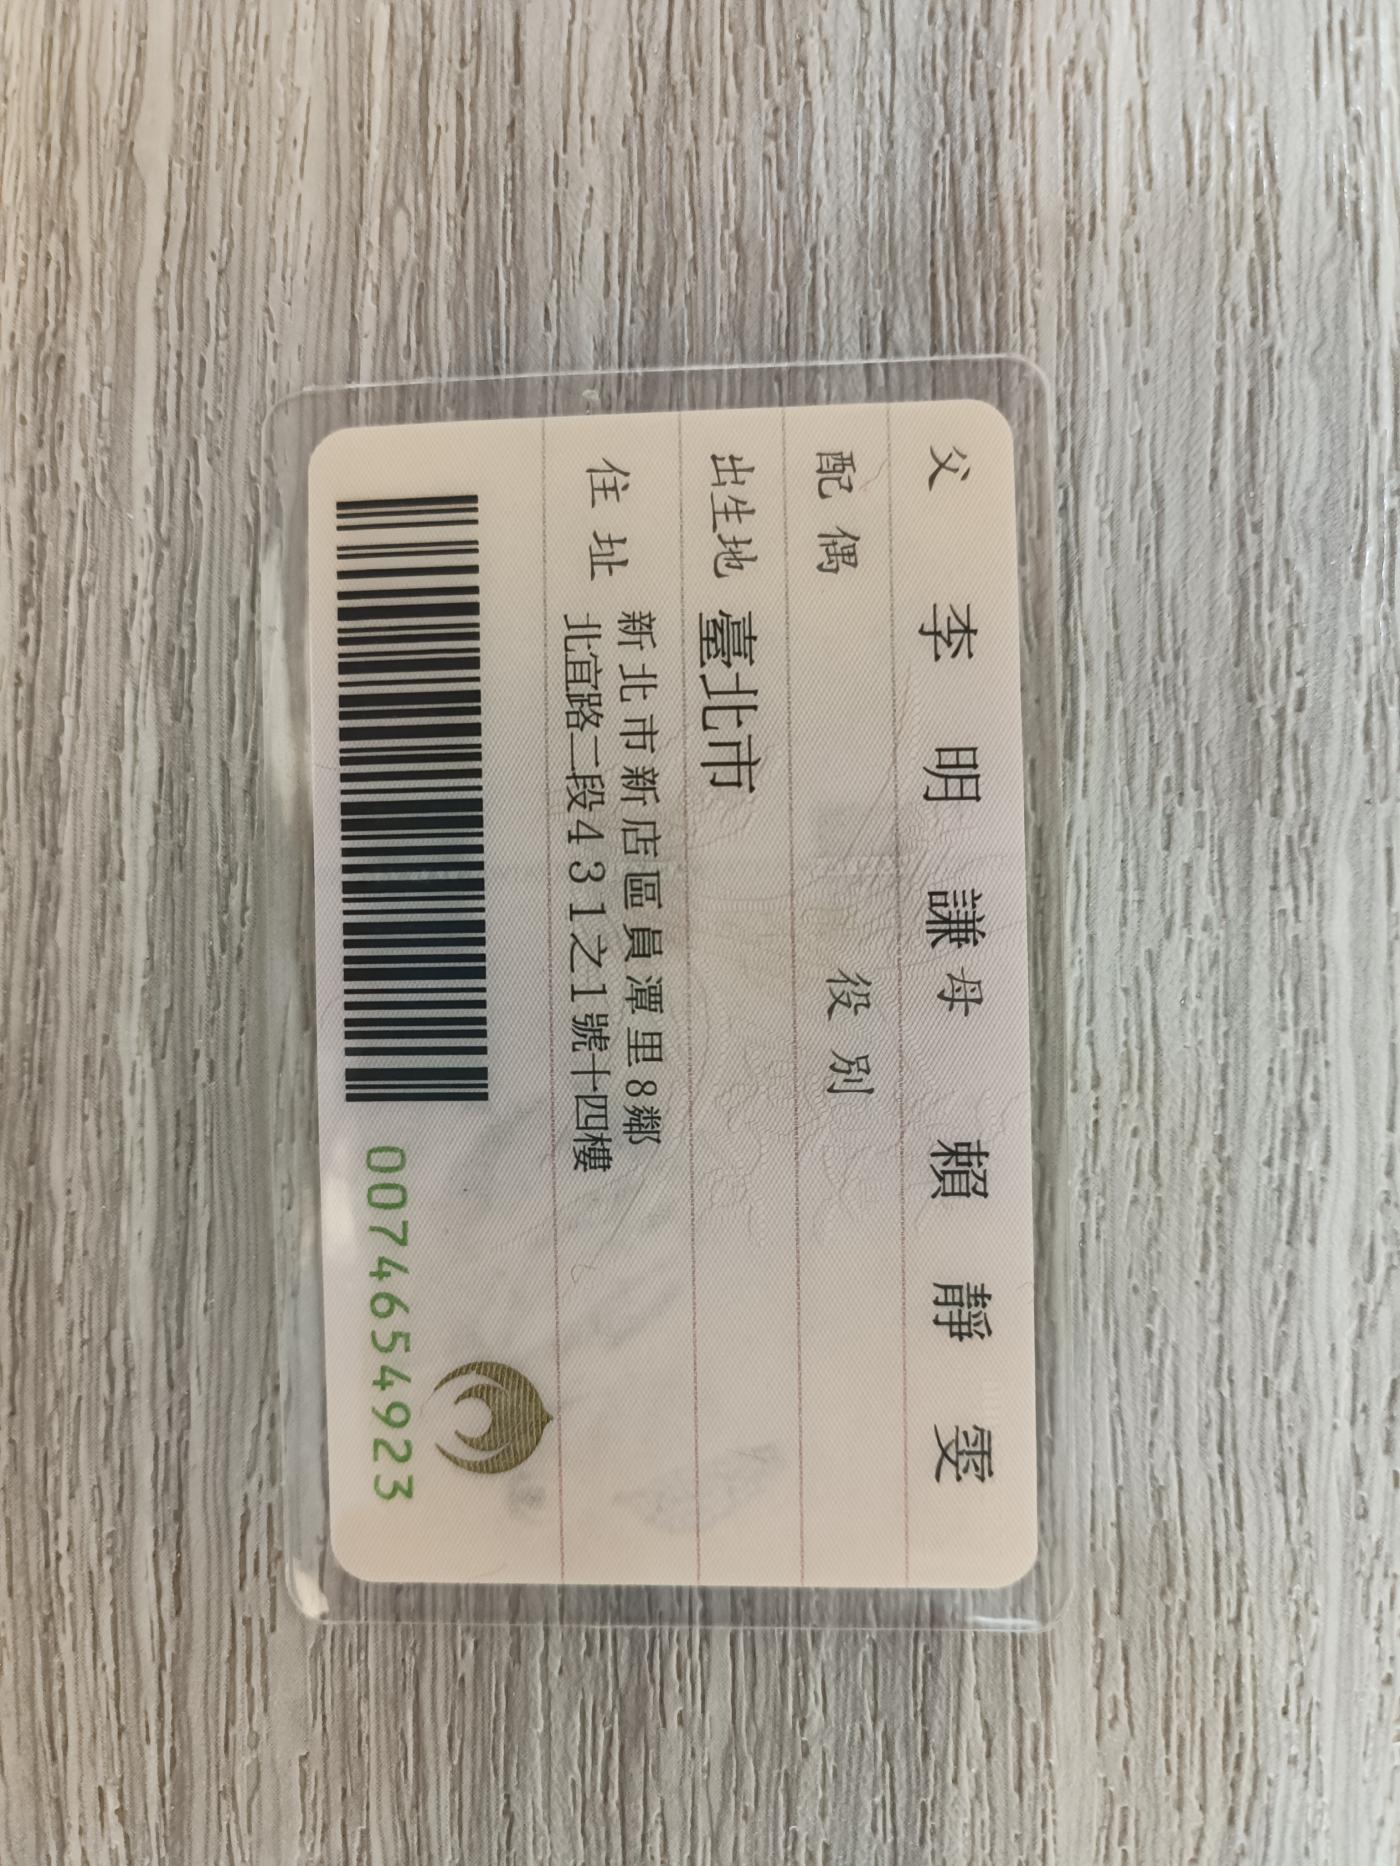 父 李明謙 母 賴靜雯
配偶 役別
出生地 臺北市
住址 新北市新店區員潭里8鄰
北宜路二段431之1號十四樓
0074654923